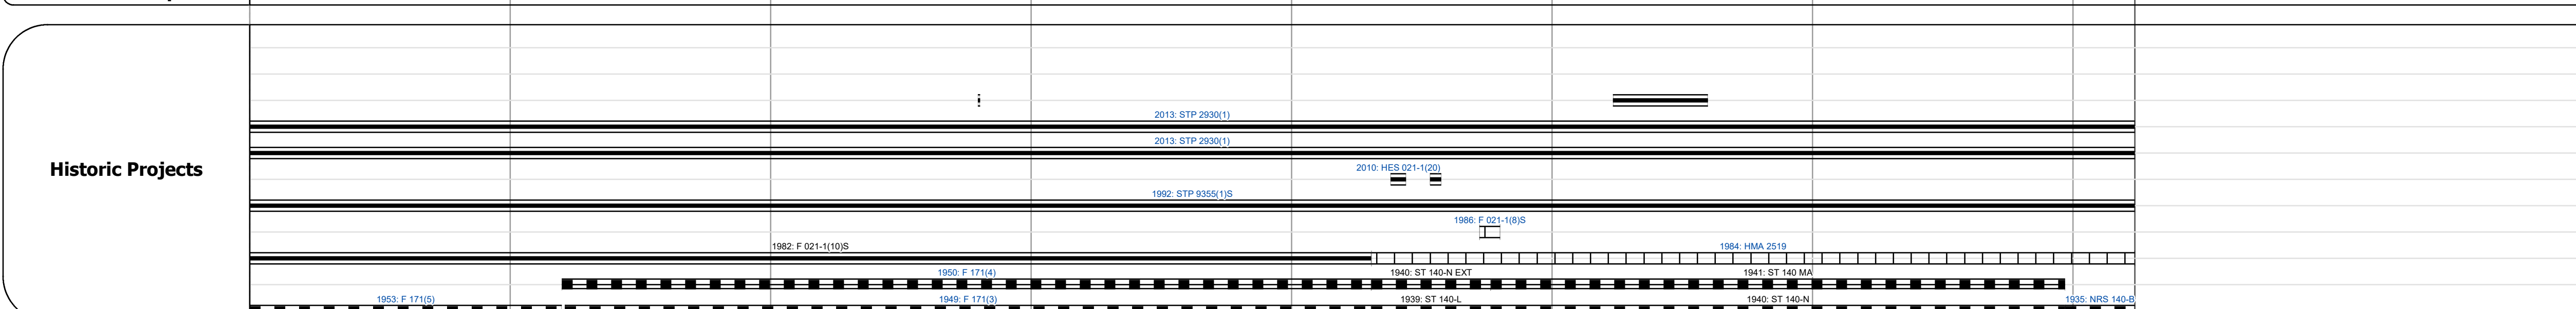 2013: STP 2930(1)
2013: STP 2930(1)
Historic Projects
2010: HES 021-1(20)
1992: STP 9355(1)S
1986: F 021-1(8)S
1982: F 021-1(10)S 1984: HMA 2519
1950: F 171(4) 1940: ST 140-N EXT 1941: ST 140 MA
1953: F 171(5) 1949: F 171(3) 1939: ST 140-L 1940: ST 140-N 1935: NRS 140-B